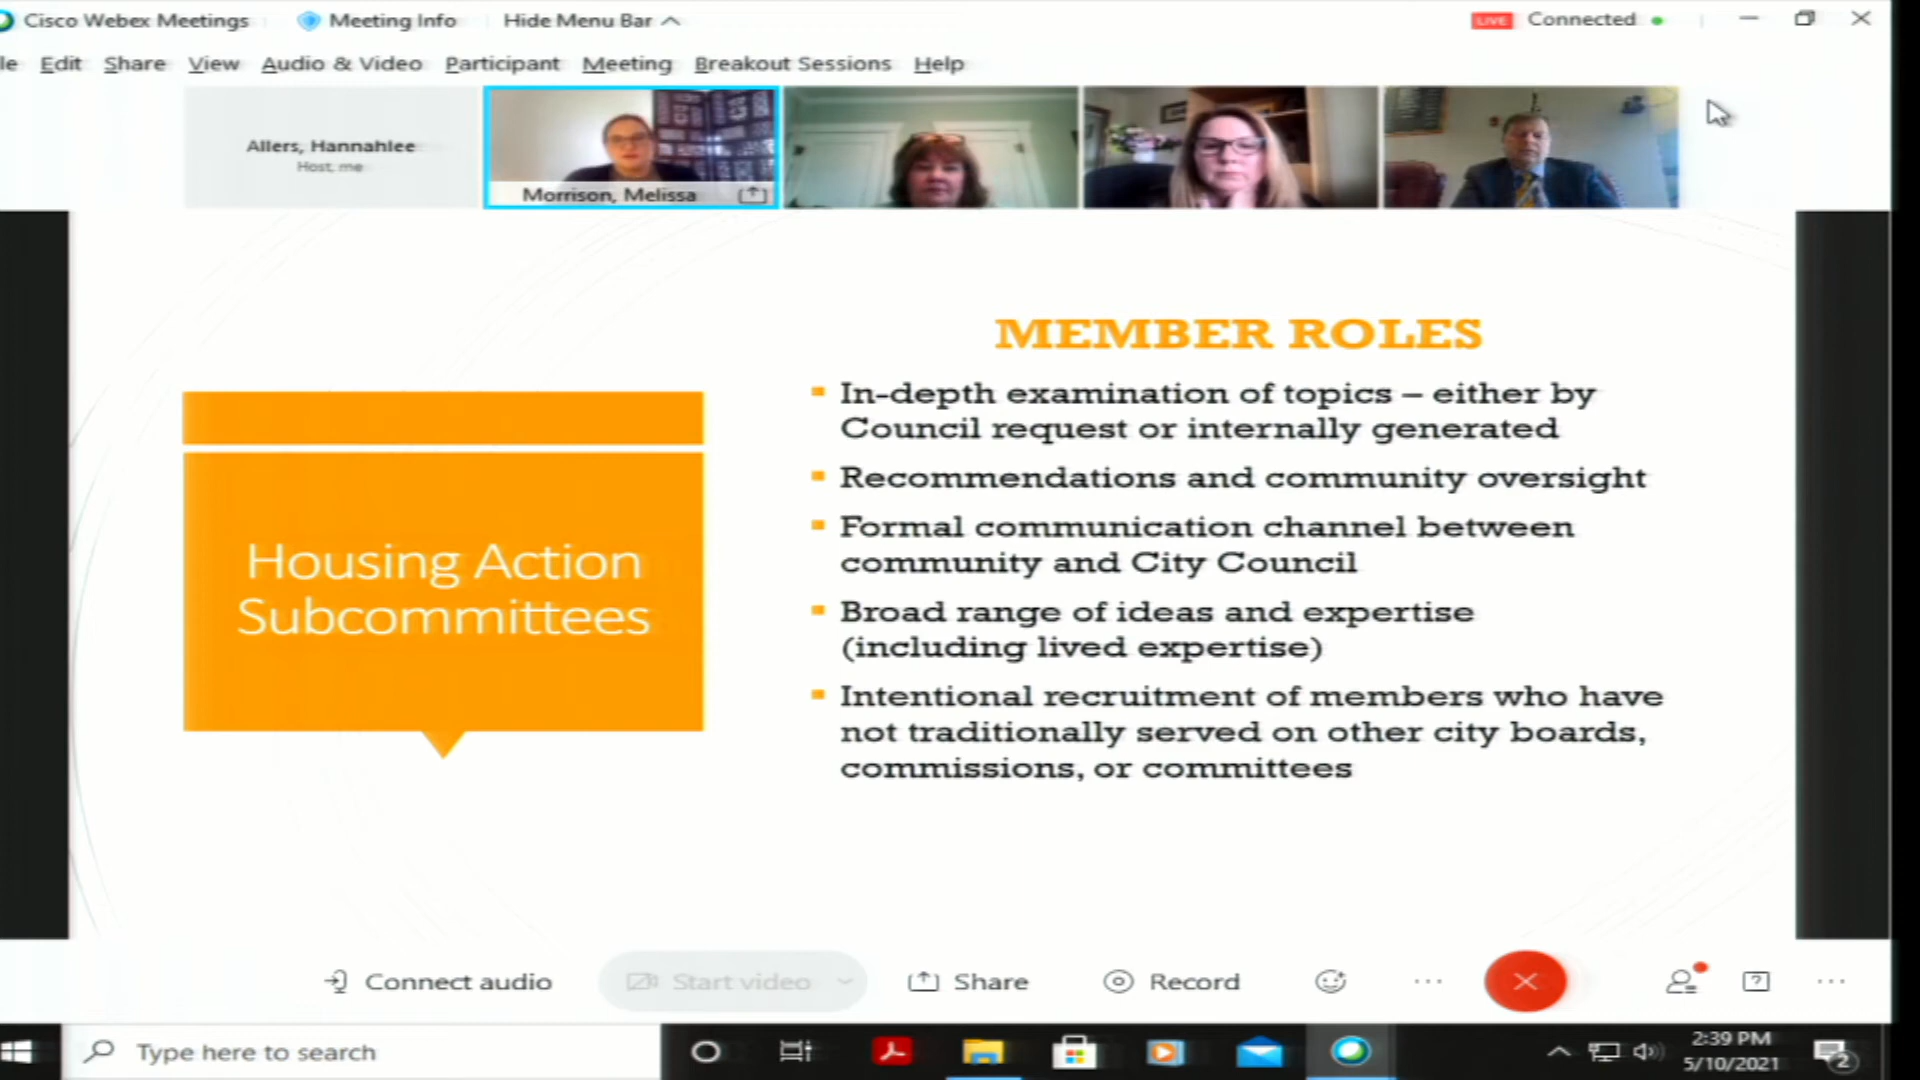 Cisco Webex Meetings
Meeting Info
Hide Menu Bar
LIVE
Connected
le Edit Share View Audio & Video Participant Meeting Breakout Sessions Help
Allers, Hannahlee
Host, me
Morrison, Melissa
MEMBER ROLES
In-depth examination of topics – either by
Council request or internally generated
Recommendations and community oversight
Formal communication channel between
community and City Council
Broad range of ideas and expertise
(including lived expertise)
Intentional recruitment of members who have
not traditionally served on other city boards,
commissions, or committees
Housing Action
Subcommittees
Connect audio
Start video
Share
Record
Type here to search
2:39 PM
5/10/2021
2